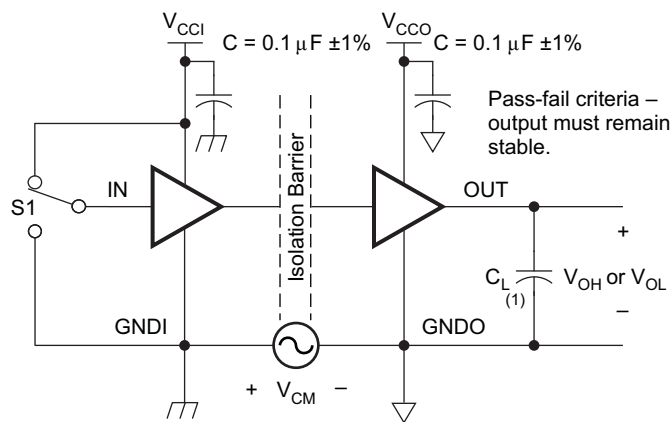 V_CCI
C = 0.1 µF ±1%
V_CCO
C = 0.1 µF ±1%
Pass-fail criteria –
output must remain
stable.
Isolation Barrier
IN
OUT
S1
+
C_L
(1)
V_OH or V_OL
–
GNDI
GNDO
+ V_CM –